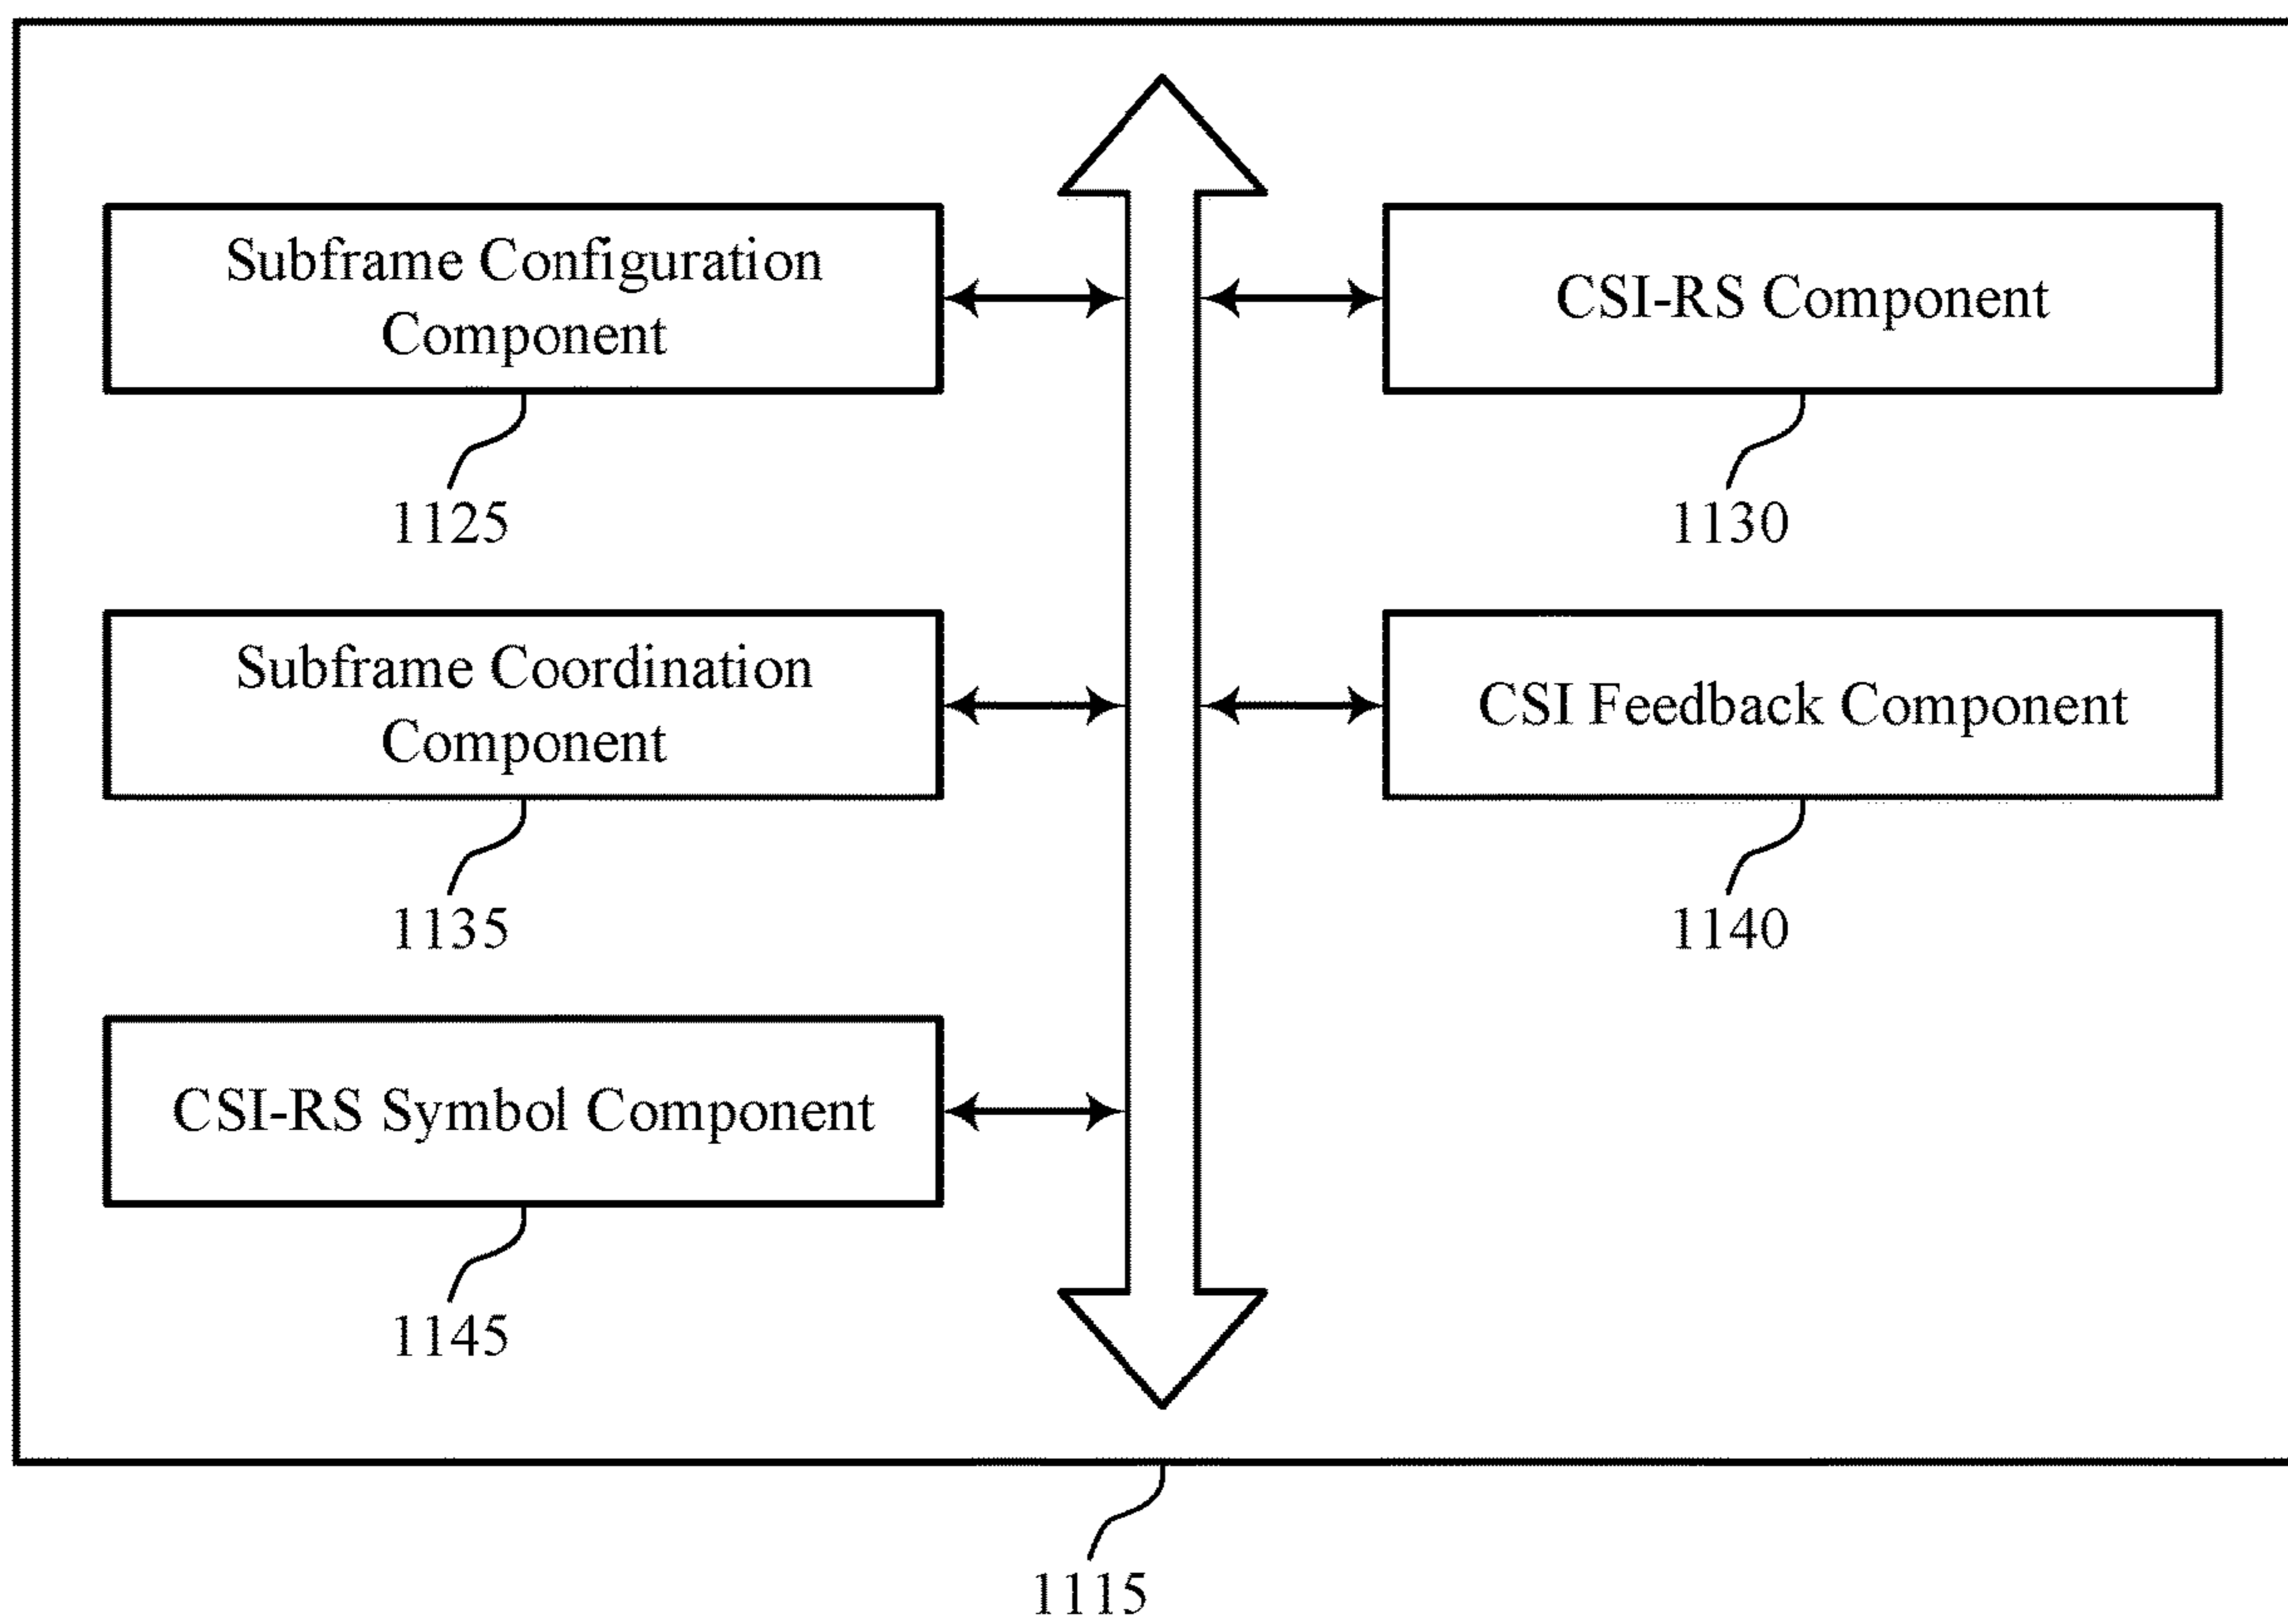 Subframe Configuration
Component
1125
CSI-RS Component
1130
Subframe Coordination
Component
1135
CSI Feedback Component
1140
CSI-RS Symbol Component
1145
1115